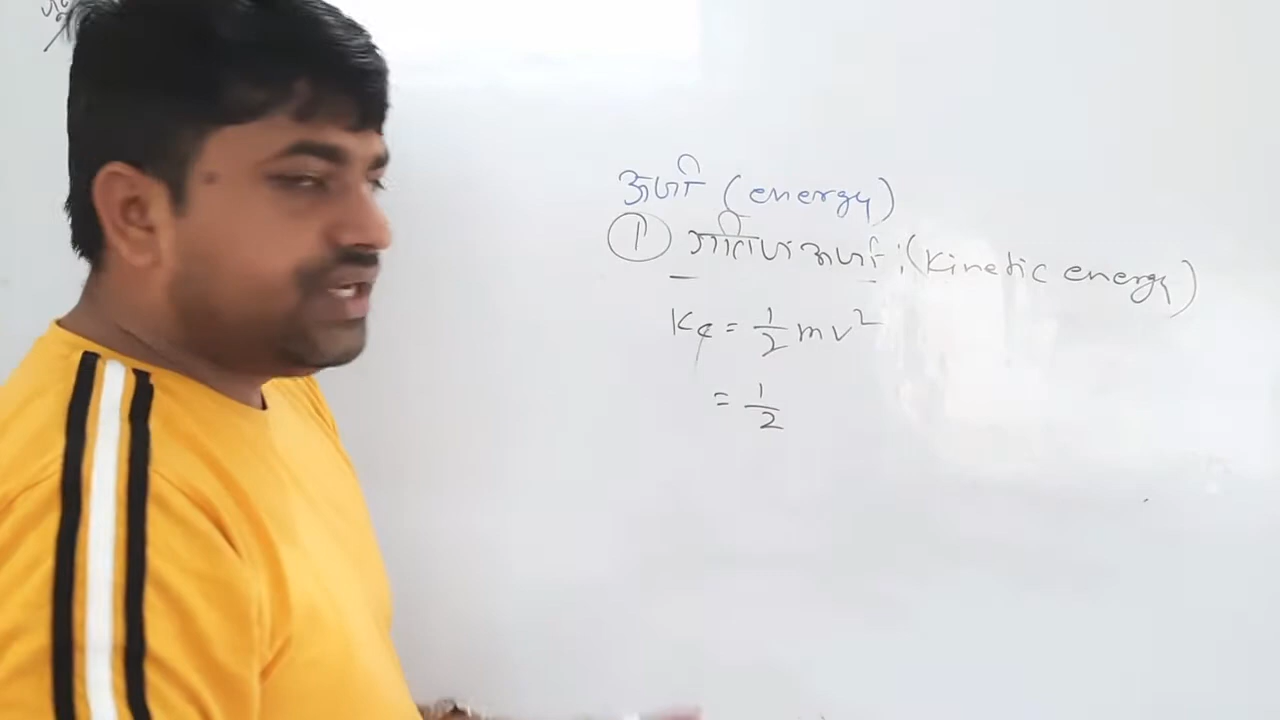 ऊर्जा (energy)
① गतिज ऊर्जा :(Kinetic energy)
Ke = 1/2 mv²
= 1/2